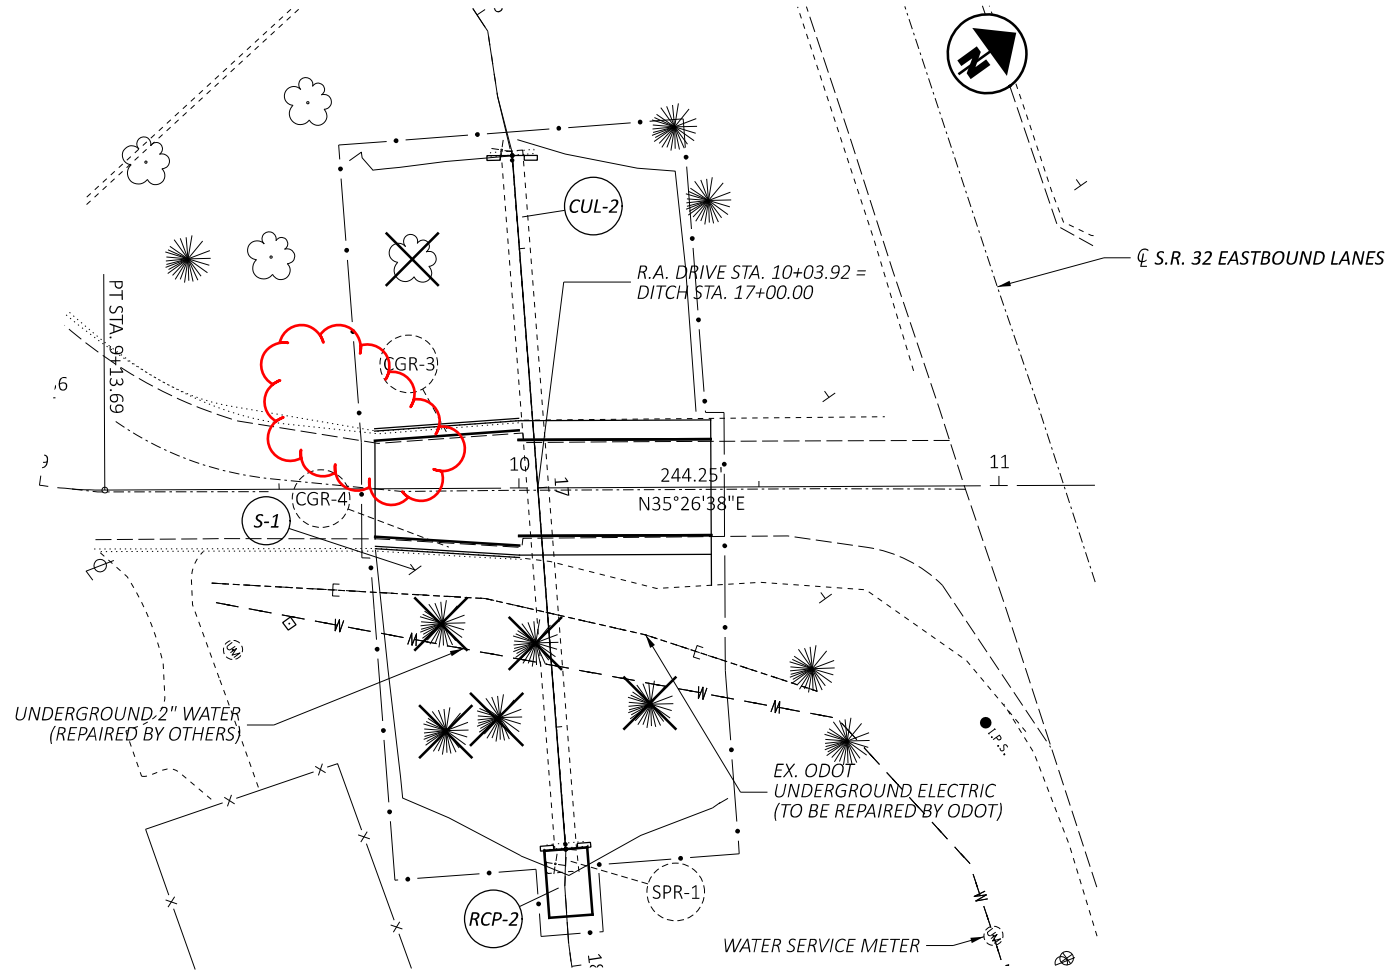 N
CUL-2
R.A. DRIVE STA. 10+03.92 =
DITCH STA. 17+00.00
℄ S.R. 32 EASTBOUND LANES
PT STA. 9+13.69
CGR-3
10
17
244.25'
N35°26'38"E
11
CGR-4
S-1
E
W
W
E
W
W
UNDERGROUND 2" WATER
(REPAIRED BY OTHERS)
I.P.S.
EX. ODOT
UNDERGROUND ELECTRIC
(TO BE REPAIRED BY ODOT)
SPR-1
RCP-2
W
WATER SERVICE METER